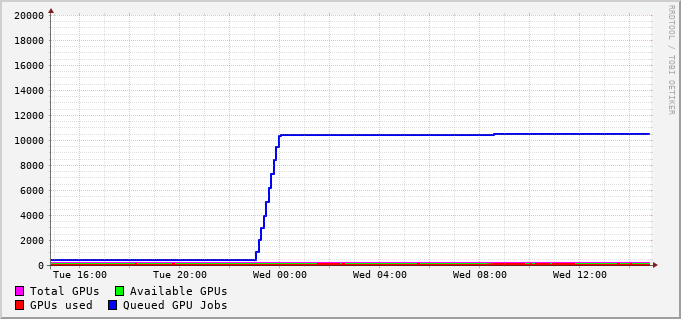 20000
18000
16000
14000
12000
10000
8000
6000
4000
2000
0
Tue 16:00 Tue 20:00 Wed 00:00 Wed 04:00 Wed 08:00 Wed 12:00
Total GPUs Available GPUs
GPUs used Queued GPU Jobs
RRDTOOL / TOBI OETIKER